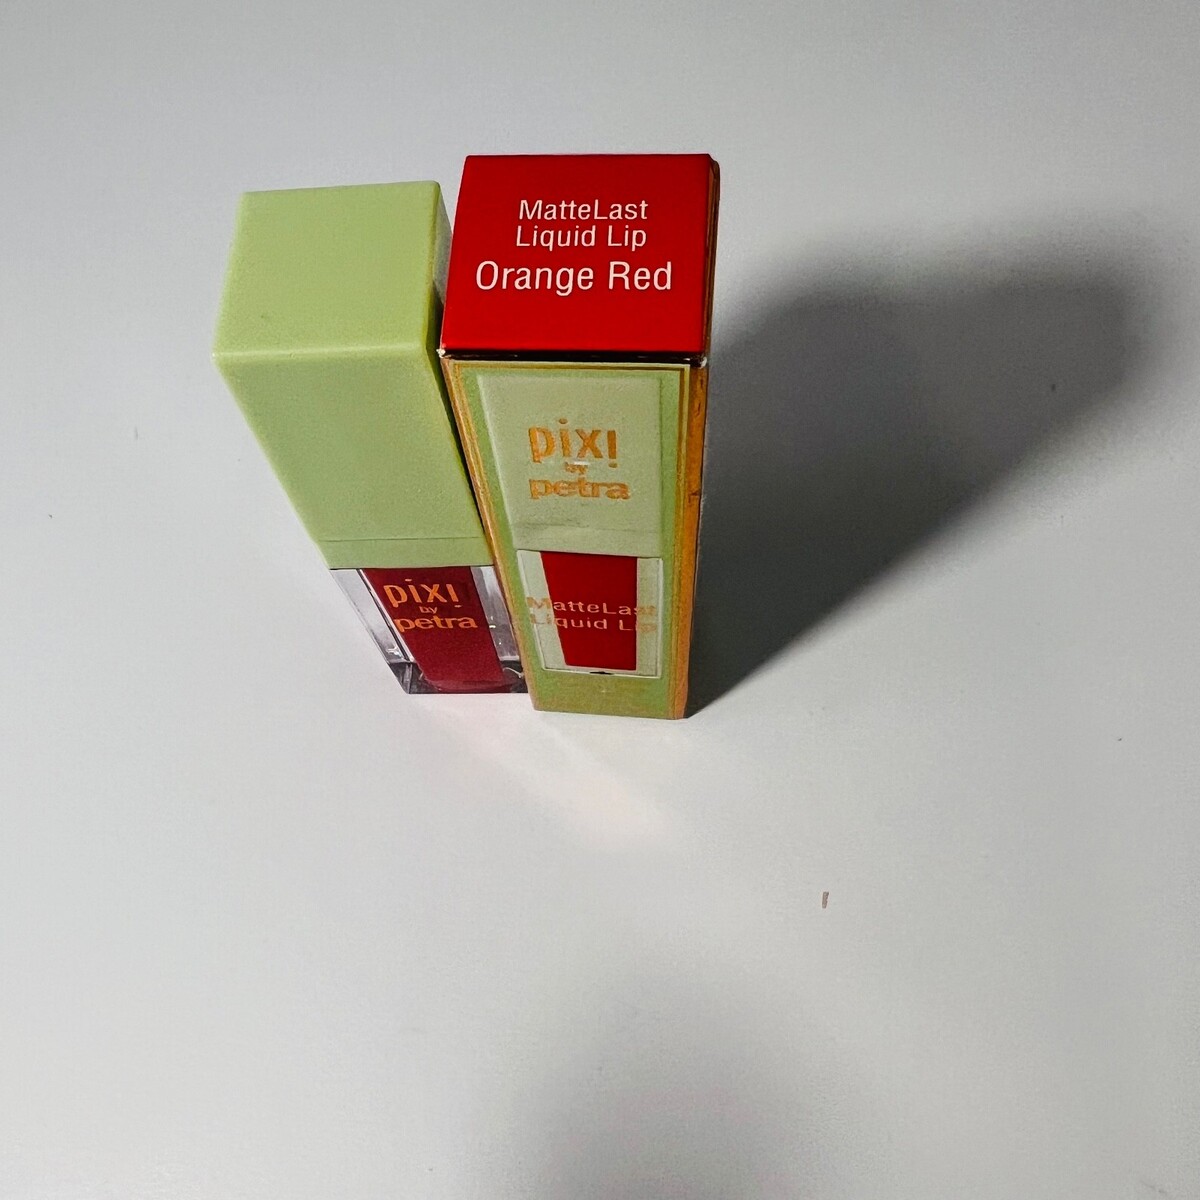 MatteLast
Liquid Lip
Orange Red
pixi
by
petra
MatteLast
Liquid Lip
pixi
by
petra